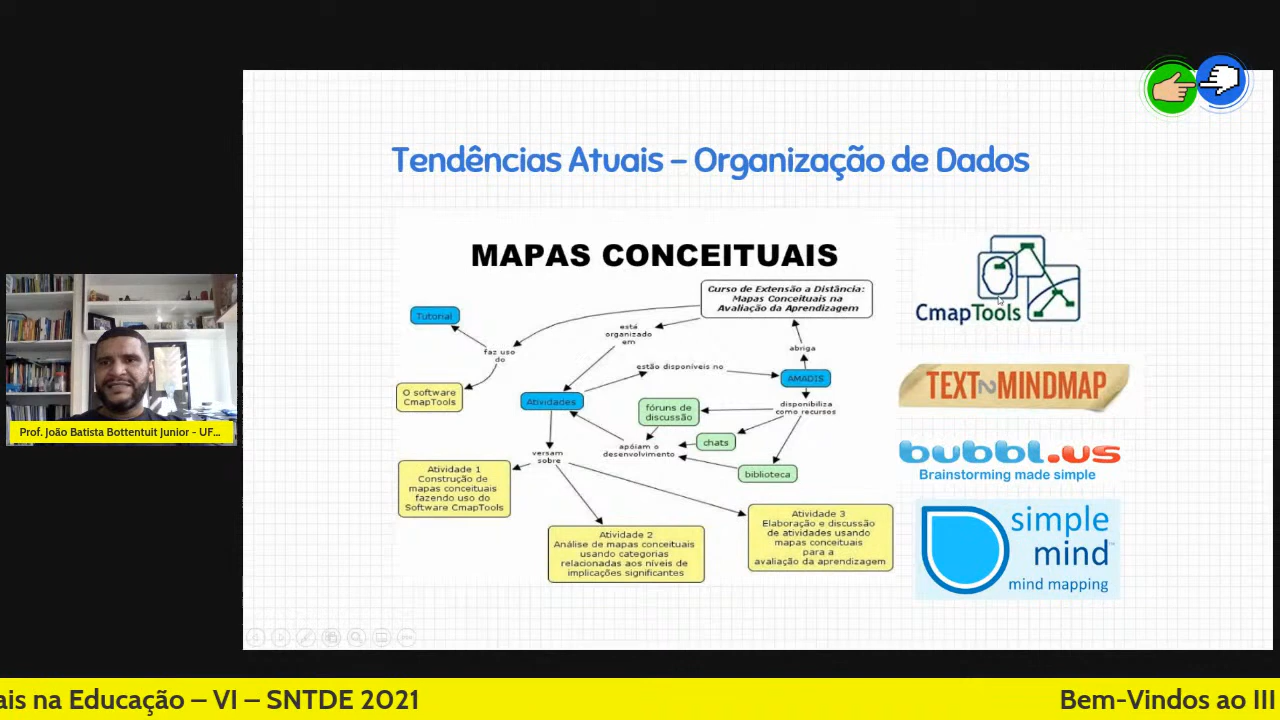 Tendências Atuais – Organização de Dados
MAPAS CONCEITUAIS
Curso de Extensão a Distância:
Mapas Conceituais na
Avaliação da Aprendizagem
Tutorial
está
organizado
em
faz uso
do
abriga
estão disponíveis no
AMADIS
O software
CmapTools
Atividades
fóruns de
discussão
disponibiliza
como recursos
chats
apóiam o
desenvolvimento
versam
sobre
biblioteca
Atividade 1
Construção de
mapas conceituais
fazendo uso do
Software CmapTools
Atividade 2
Análise de mapas conceituais
usando categorias
relacionadas aos níveis de
implicações significantes
Atividade 3
Elaboração e discussão
de atividades usando
mapas conceituais
para a
avaliação da aprendizagem
CmapTools
TEXT2MINDMAP
bubbl.us
Brainstorming made simple
simple
mind™
mind mapping
Prof. João Batista Bottentuit Junior - UF...
ais na Educação – VI – SNTDE 2021
Bem-Vindos ao III